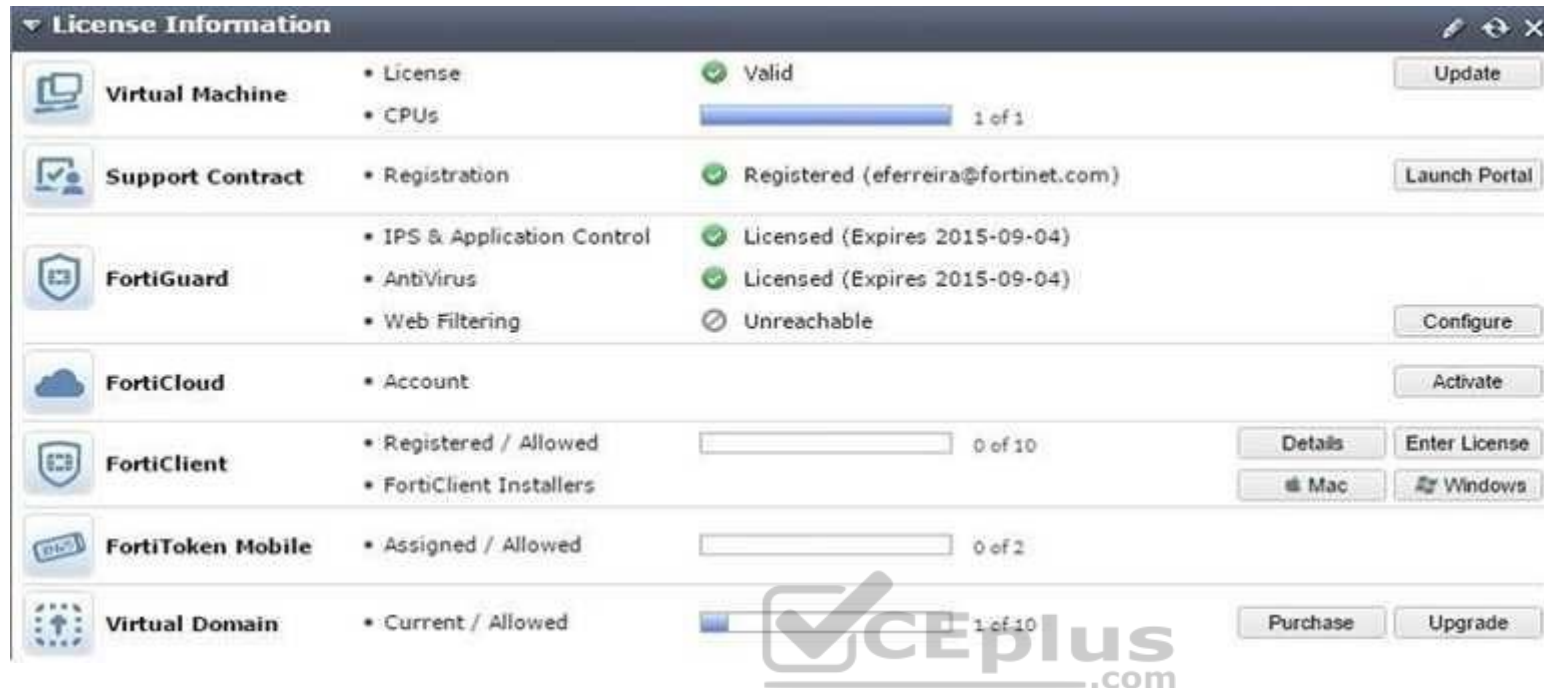 License Information
Virtual Machine
• License
Valid
Update
• CPUs
1 of 1
Support Contract
• Registration
Registered (eferreira@fortinet.com)
Launch Portal
FortiGuard
• IPS & Application Control
Licensed (Expires 2015-09-04)
• AntiVirus
Licensed (Expires 2015-09-04)
• Web Filtering
Unreachable
Configure
FortiCloud
• Account
Activate
FortiClient
• Registered / Allowed
0 of 10
Details
Enter License
• FortiClient Installers
Mac
Windows
FortiToken Mobile
• Assigned / Allowed
0 of 2
Virtual Domain
• Current / Allowed
1 of 10
Purchase
Upgrade
CEplus
.com